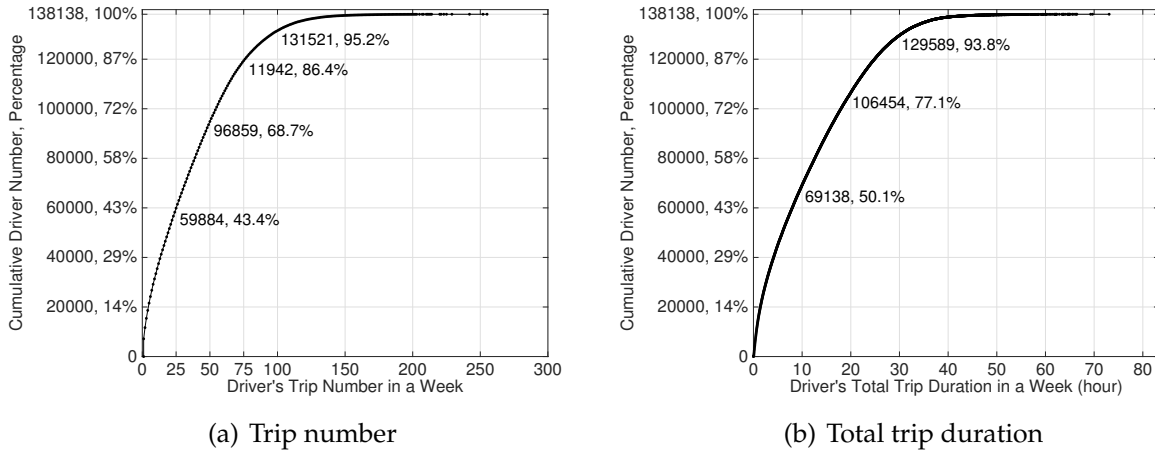 138138, 100%
120000, 87%
100000, 72%
80000, 58%
60000, 43%
40000, 29%
20000, 14%
0
Cumulative Driver Number, Percentage
131521, 95.2%
11942, 86.4%
96859, 68.7%
59884, 43.4%
0 25 50 75 100 150 200 250 300
Driver's Trip Number in a Week
(a) Trip number
138138, 100%
120000, 87%
100000, 72%
80000, 58%
60000, 43%
40000, 29%
20000, 14%
0
Cumulative Driver Number, Percentage
129589, 93.8%
106454, 77.1%
69138, 50.1%
0 10 20 30 40 50 60 70 80
Driver's Total Trip Duration in a Week (hour)
(b) Total trip duration